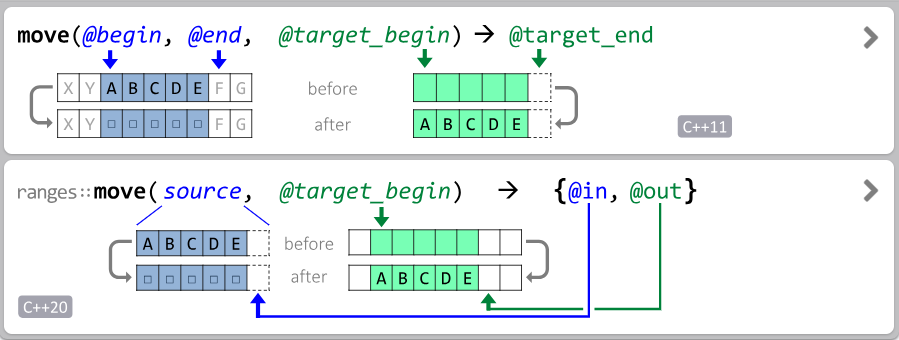 move(@begin, @end, @target_begin) → @target_end
X Y A B C D E F G before
X Y □ □ □ □ □ F G after A B C D E
C++11
ranges::move(source, @target_begin) → {@in, @out}
A B C D E before
□ □ □ □ □ after A B C D E
C++20